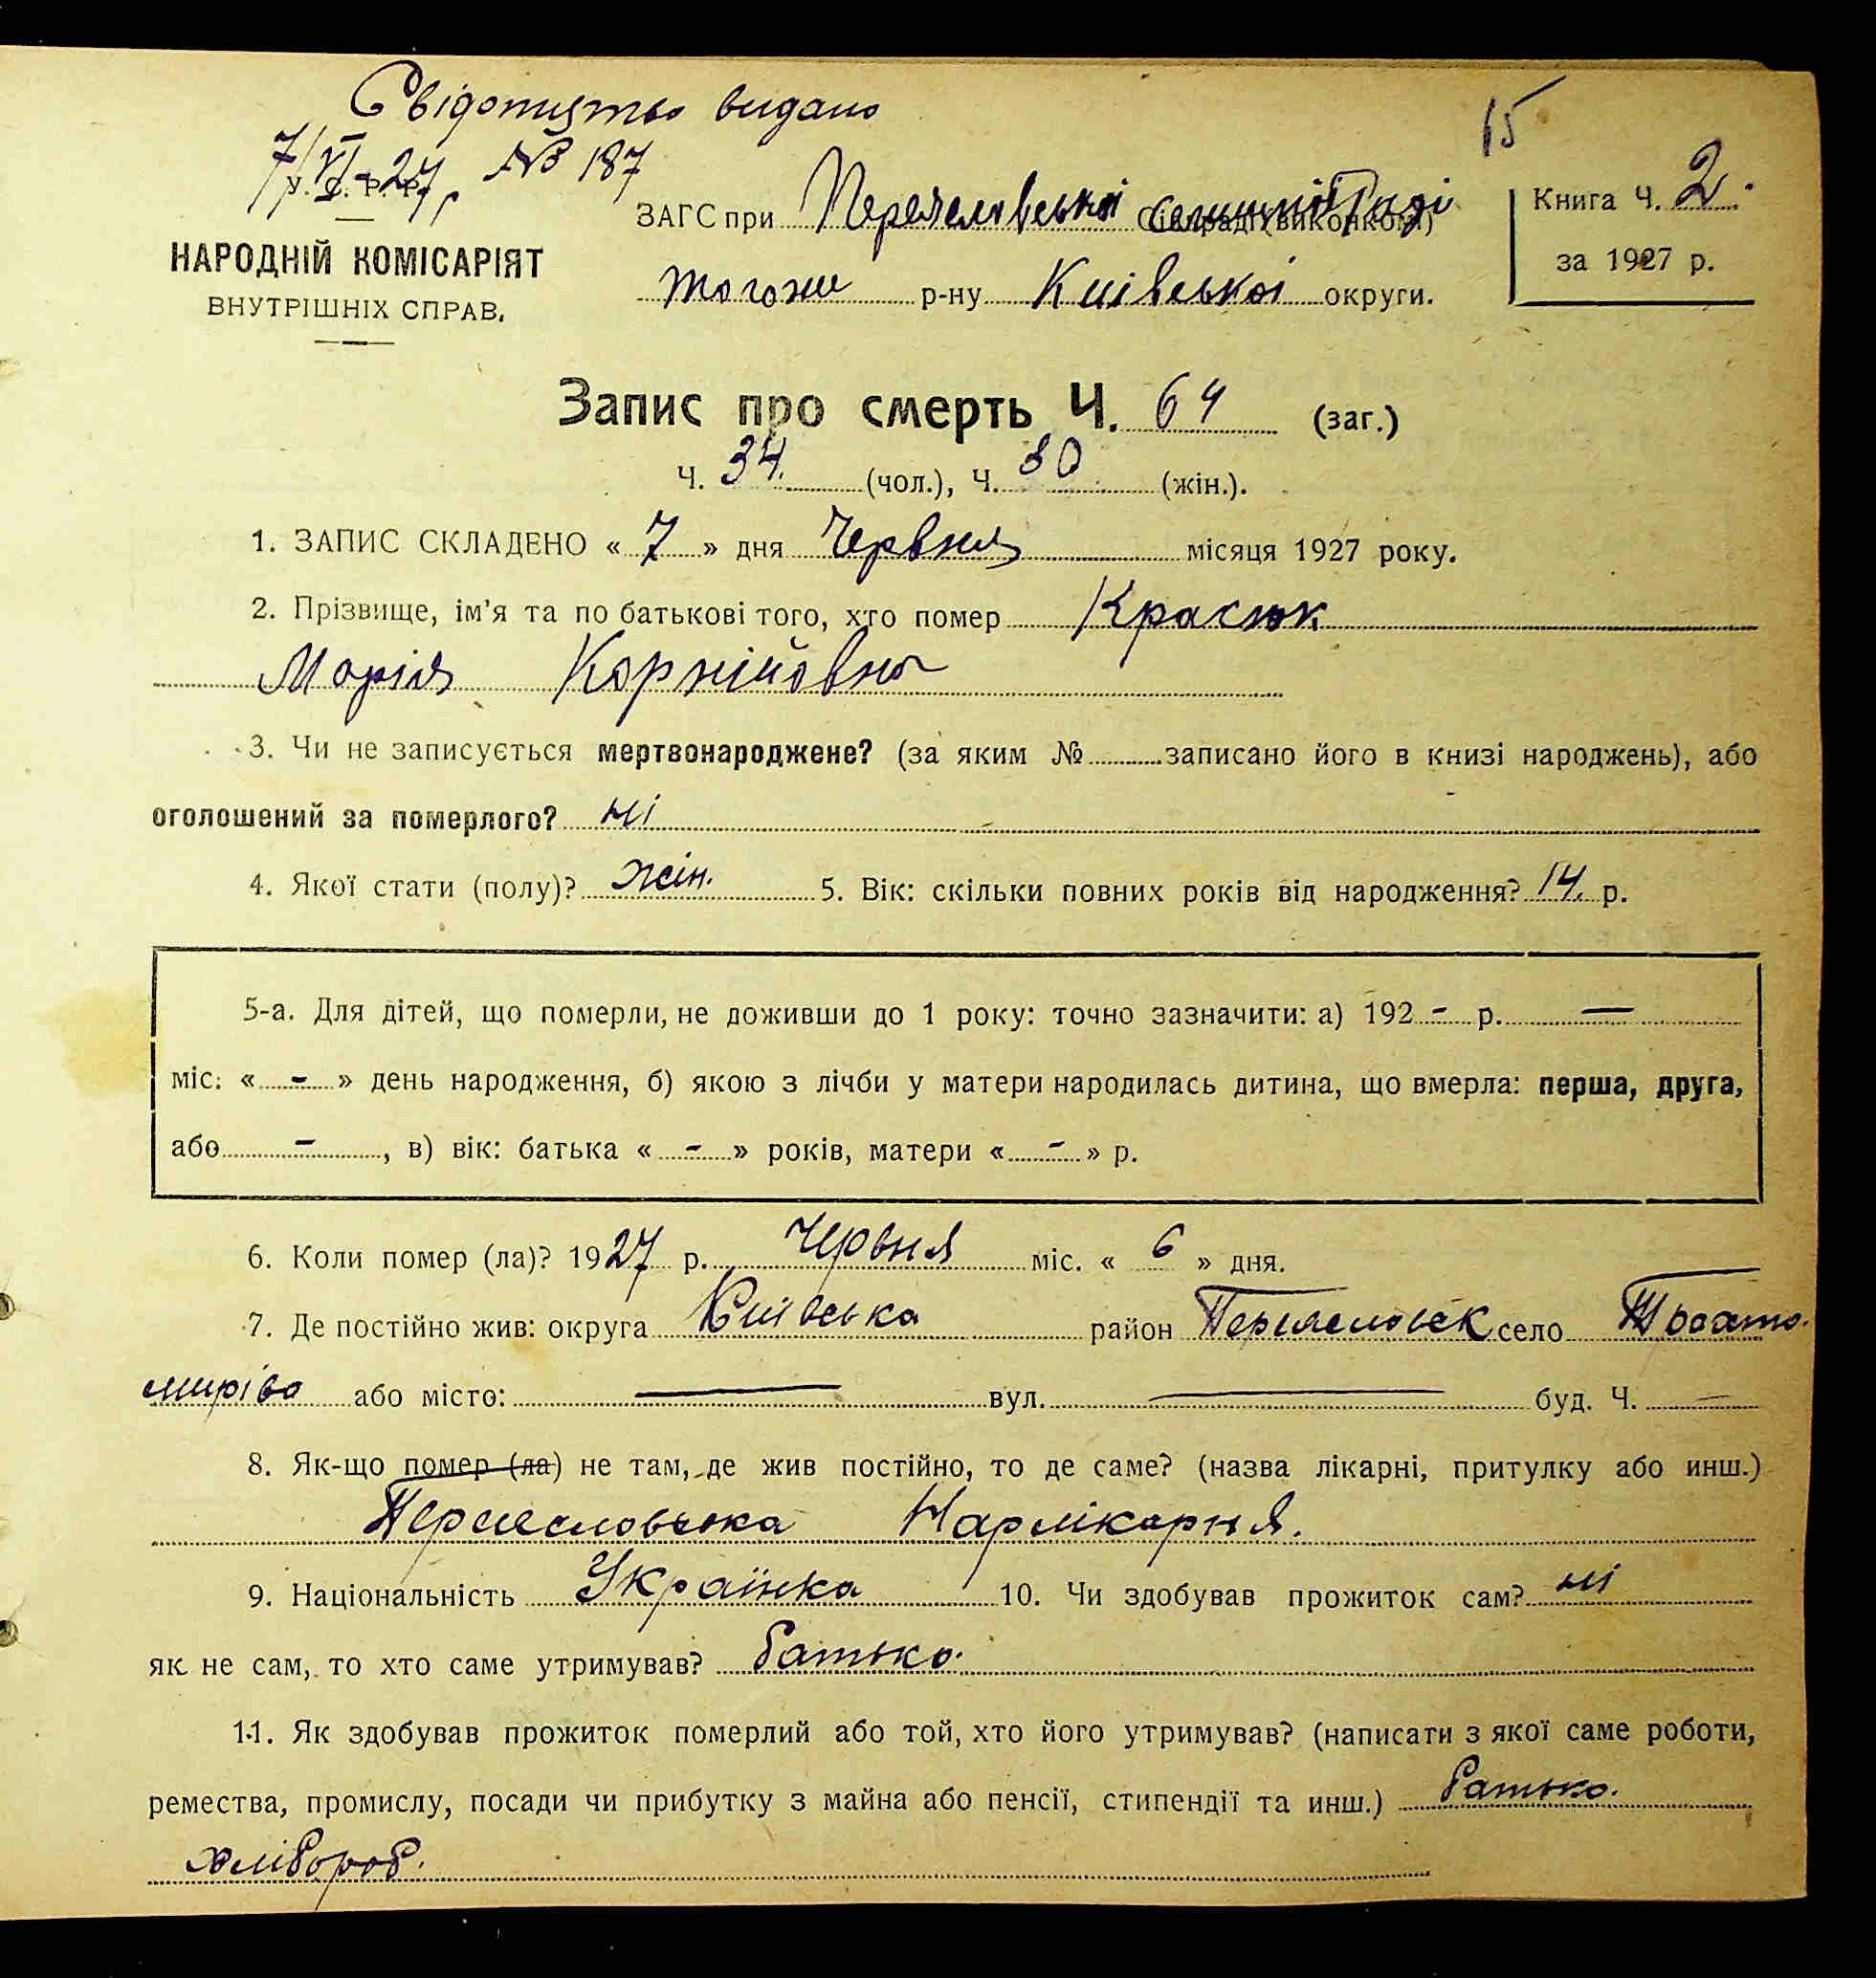 Свідоцтво видано
15
7/VI-27р. № 187
У. С. Р. Р.
ЗАГС при Переяславській Сільраді (виконкомі)
Книга Ч. 2.
НАРОДНІЙ КОМІСАРІЯТ
тогож р-ну Київської округи.
за 1927 р.
ВНУТРІШНІХ СПРАВ.
Запис про смерть Ч. 64 (заг.)
Ч. 34. (чол.), Ч. 30 (жін.).
1. ЗАПИС СКЛАДЕНО « 7 » дня Червня місяця 1927 року.
2. Прізвище, ім'я та по батькові того, хто помер Красюк
Марія Корнійовна
3. Чи не записується мертвонароджене? (за яким № записано його в книзі народжень), або
оголошений за померлого? ні
4. Якої стати (полу)? жін. 5. Вік: скільки повних років від народження? 14. р.
5-а. Для дітей, що померли, не доживши до 1 року: точно зазначити: а) 192 - р. —
міс. « - » день народження, б) якою з лічби у матери народилась дитина, що вмерла: перша, друга,
або - , в) вік: батька « - » років, матери « - » р.
6. Коли помер (ла)? 1927 р. Червня міс. « 6 » дня.
7. Де постійно жив: округа Київська район Переяславськ село Трахто-
мирів або місто: — вул. — буд. Ч. —
8. Як-що помер (ла) не там, де жив постійно, то де саме? (назва лікарні, притулку або инш.)
Переяславська Нарлікарня.
9. Національність Українка 10. Чи здобував прожиток сам? ні
як не сам, то хто саме утримував? батько.
11. Як здобував прожиток померлий або той, хто його утримував? (написати з якої саме роботи,
ремества, промислу, посади чи прибутку з майна або пенсії, стипендії та инш.) батько.
хлібороб.